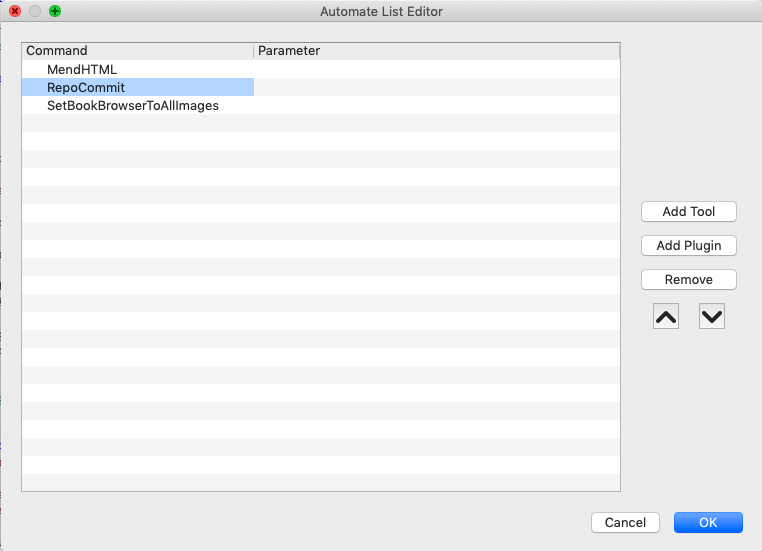 Automate List Editor
Command Parameter
MendHTML
RepoCommit
SetBookBrowserToAllImages
Add Tool
Add Plugin
Remove
Cancel OK